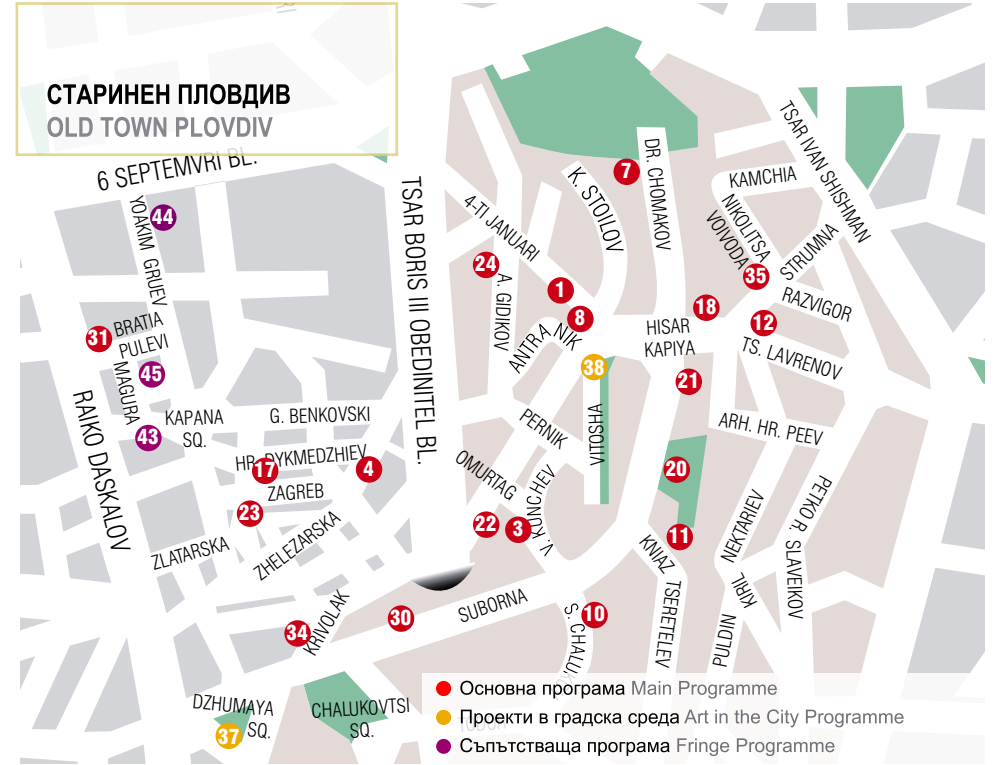 СТАРИНЕН ПЛОВДИВ
OLD TOWN PLOVDIV
6 SEPTEMVRI BL.
YOAKIM GRUEV
44
TSAR BORIS III OBEDINITEL BL.
4-TI JANUARI
K. STOILOV
7
DR. CHOMAKOV
KAMCHIA
TSAR IVAN SHISHMAN
NIKOLITSA
VOIVODA
STRUMNA
35
RAZVIGOR
24
A. GIDIKOV
1
8
ANTRA NIK
HISAR
KAPIYA
18
12
TS. LAVRENOV
31
BRATIA
PULEVI
45
MAGURA
43
KAPANA
SQ.
G. BENKOVSKI
38
VITOSHA
21
ARH. HR. PEEV
RAIKO DASKALOV
HR. DYKMEDZHIEV
17
4
ZAGREB
23
ZLATARSKA
ZHELEZARSKA
PERNIK
OMURTAG
V. KUNCHEV
22
3
20
11
NEKTARIEV
KIRIL
PETKO R. SLAVEIKOV
KNIAZ TSERETELEV
PULDIN
34
KRIVOLAK
30
SUBORNA
S. CHALUKO
10
DZHUMAYA
SQ.
37
CHALUKOVTSI
SQ.
Основна програма Main Programme
Проекти в градска среда Art in the City Programme
Съпътстваща програма Fringe Programme